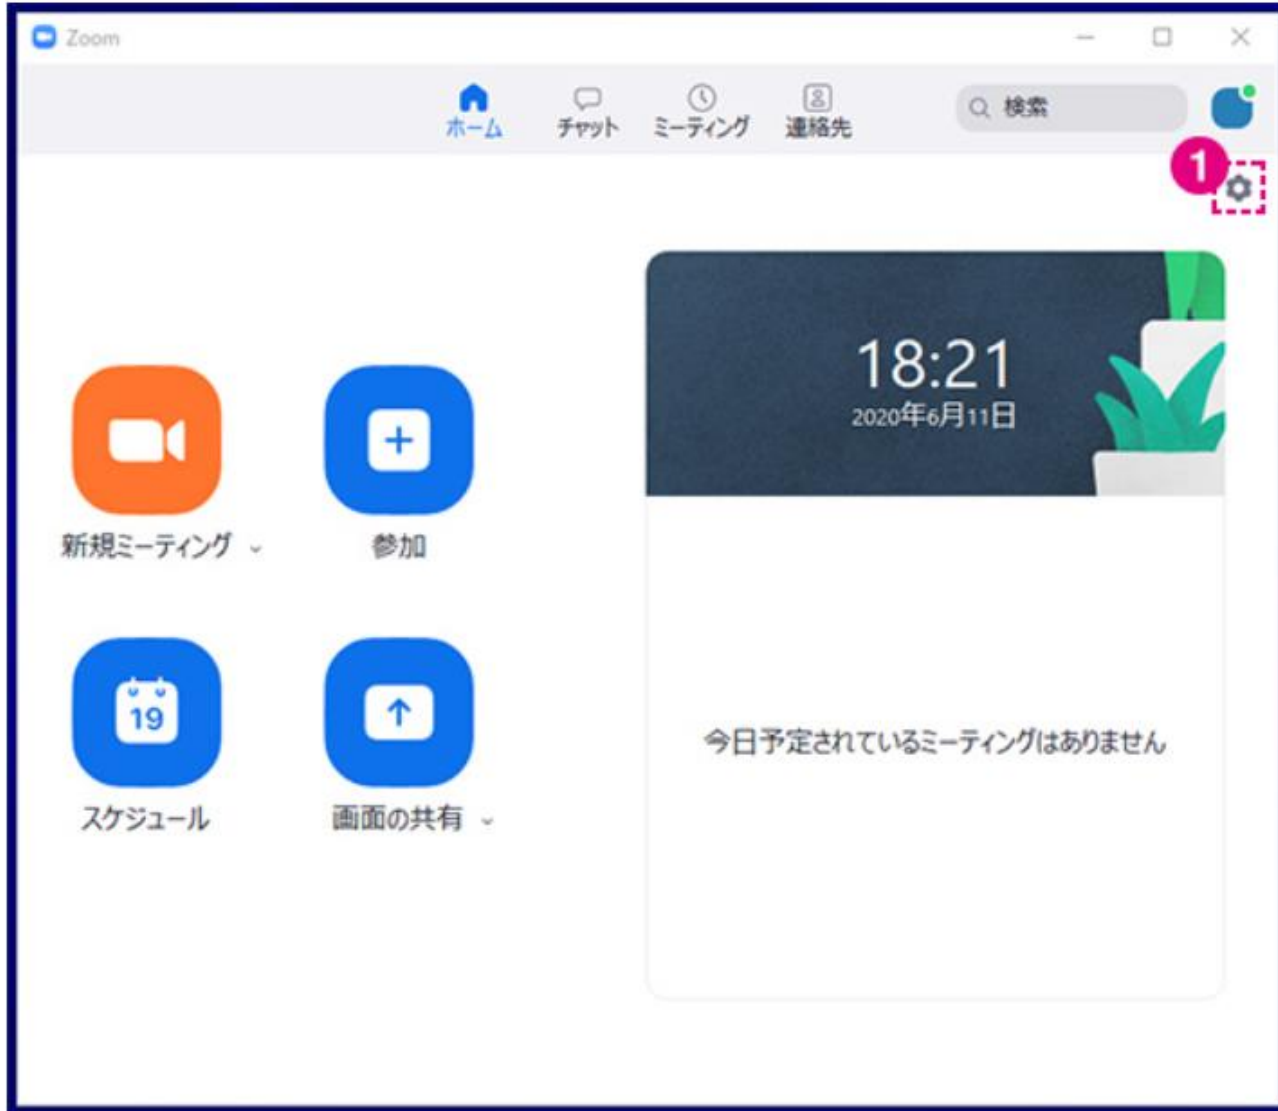 Zoom
ホーム
チャット
ミーティング
連絡先
検索
1
18:21
2020年6月11日
新規ミーティング
参加
19
スケジュール
画面の共有
今日予定されているミーティングはありません